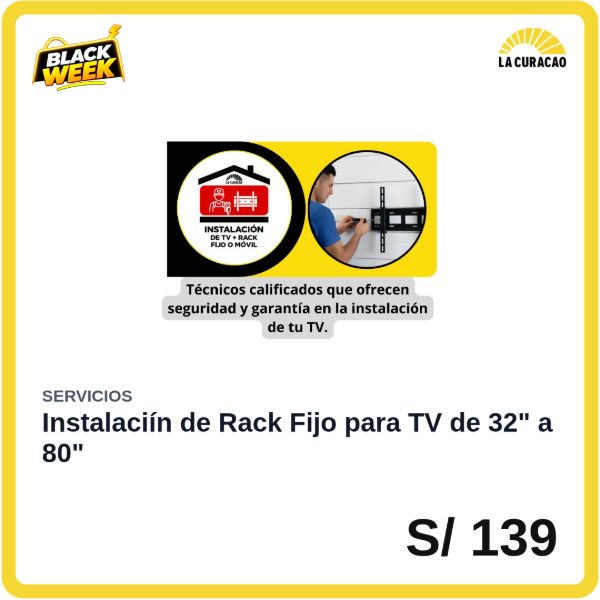 BLACK
WEEK
LA CURACAO
LA CURACAO
INSTALACIÓN
DE TV + RACK
FIJO O MÓVIL
Técnicos calificados que ofrecen
seguridad y garantía en la instalación
de tu TV.
SERVICIOS
Instalaciín de Rack Fijo para TV de 32" a
80"
S/ 139